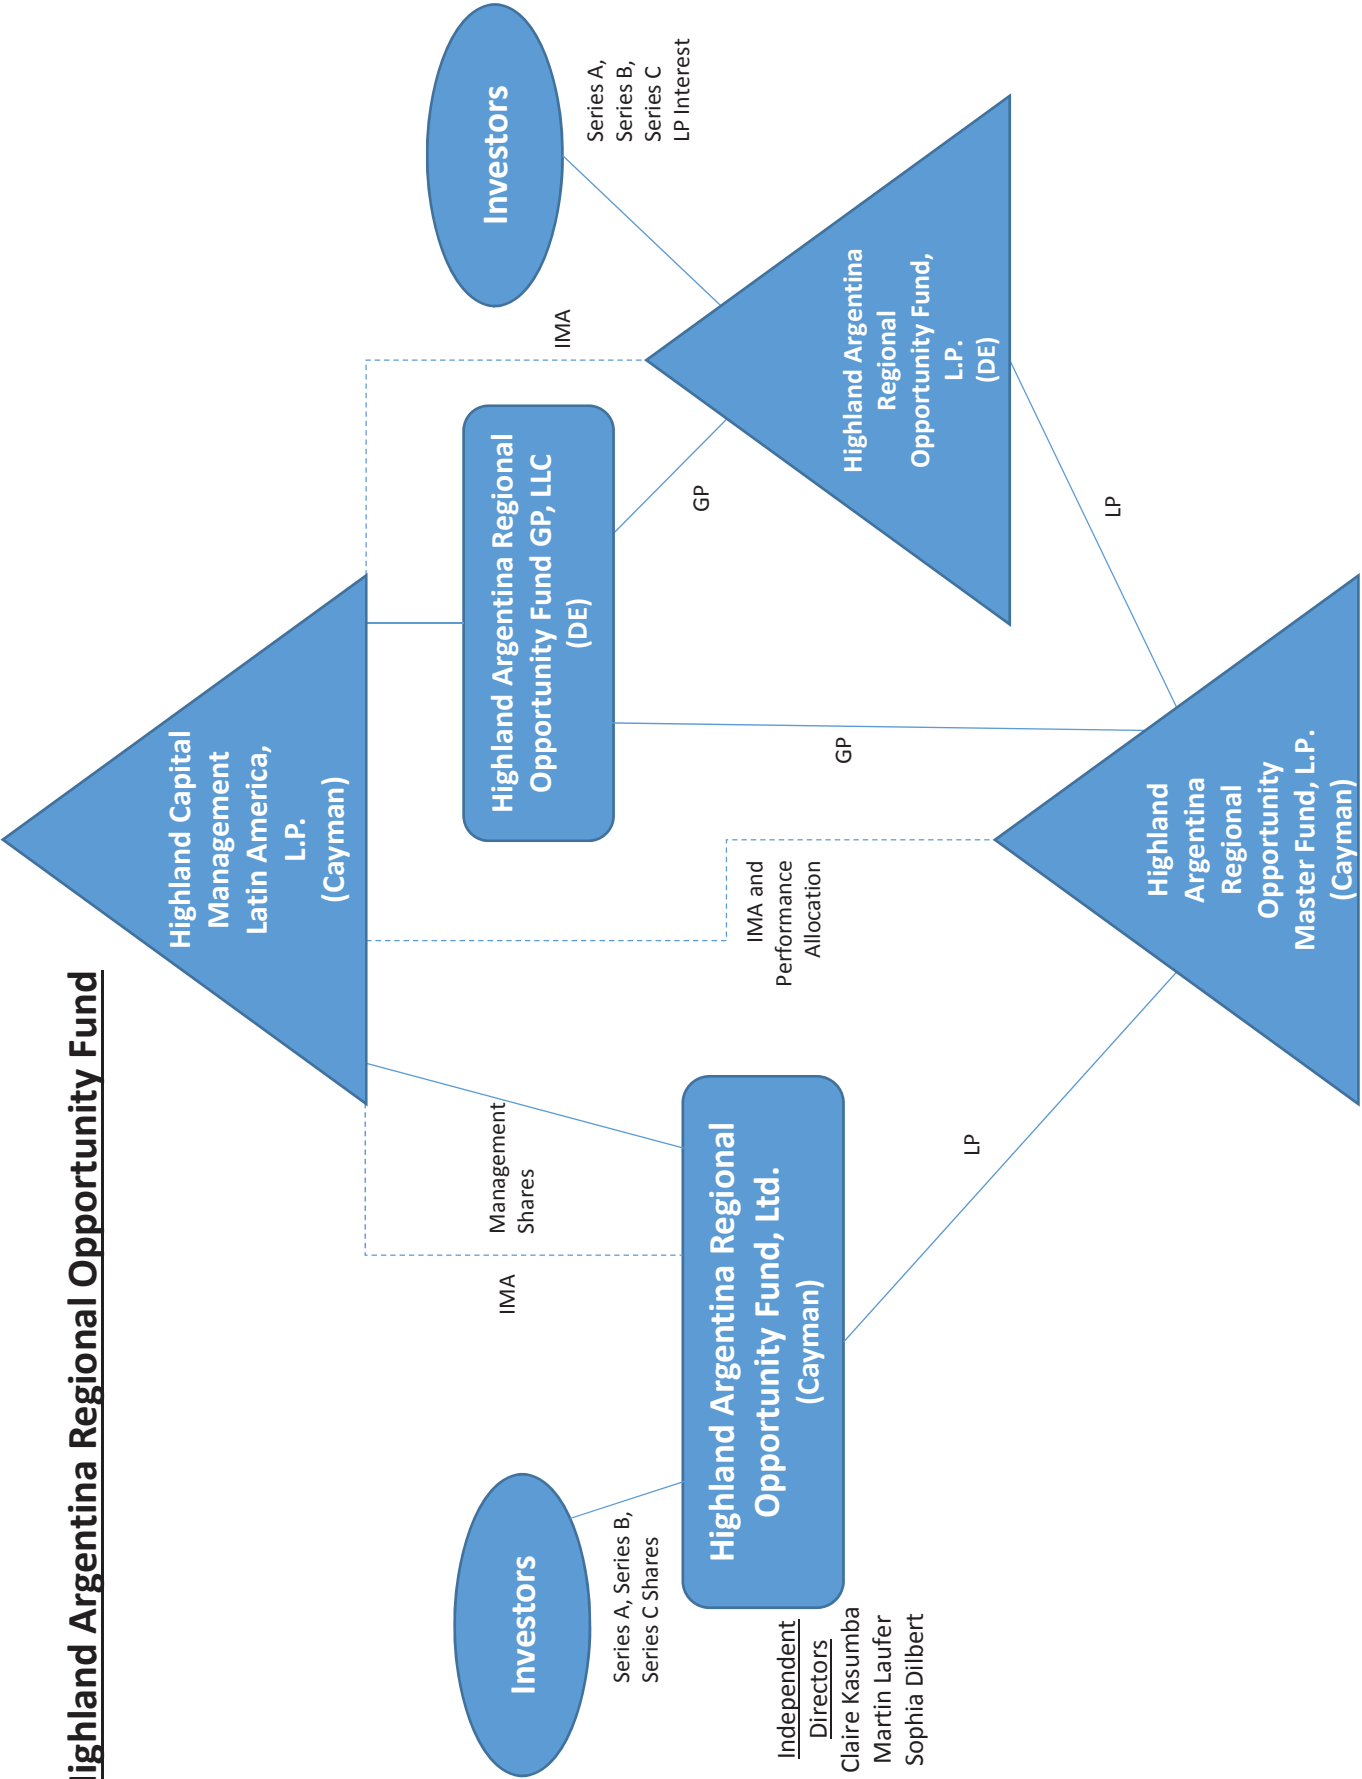 Highland Argentina Regional Opportunity Fund
Highland Capital
Management
Latin America,
L.P.
(Cayman)
Investors
Series A, Series B,
Series C Shares
IMA
Management
Shares
Highland Argentina Regional
Opportunity Fund GP, LLC
(DE)
IMA
Investors
Series A,
Series B,
Series C
LP Interest
Highland Argentina Regional
Opportunity Fund, Ltd.
(Cayman)
Independent
Directors
Claire Kasumba
Martin Laufer
Sophia Dilbert
IMA and
Performance
Allocation
GP
GP
Highland Argentina
Regional
Opportunity Fund,
L.P.
(DE)
LP
LP
Highland
Argentina
Regional
Opportunity
Master Fund, L.P.
(Cayman)